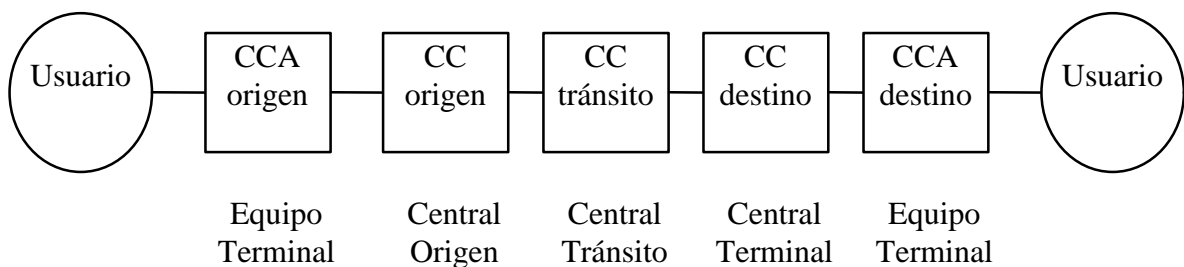 Usuario
CCA
origen
CC
origen
CC
tránsito
CC
destino
CCA
destino
Usuario
Equipo
Terminal
Central
Origen
Central
Tránsito
Central
Terminal
Equipo
Terminal